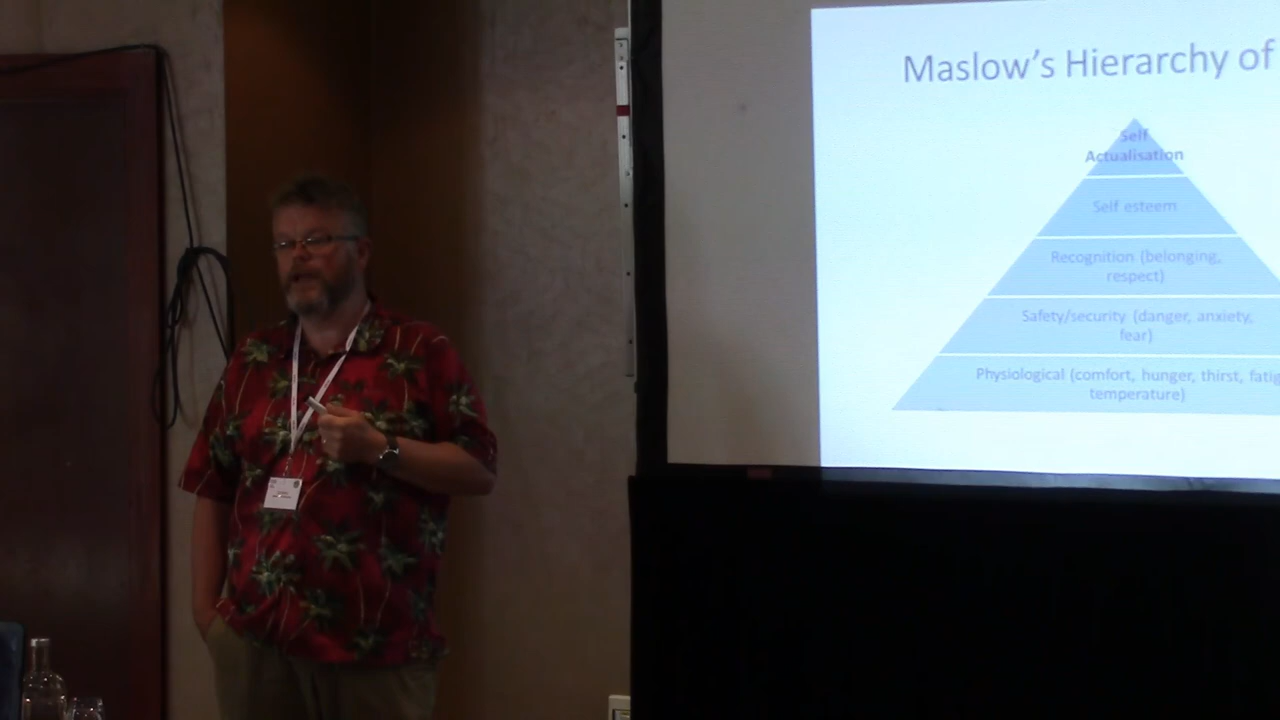 Maslow's Hierarchy of
Self
Actualisation
Self esteem
Recognition (belonging,
respect)
Safety/security (danger, anxiety,
fear)
Physiological (comfort, hunger, thirst, fatig
temperature)